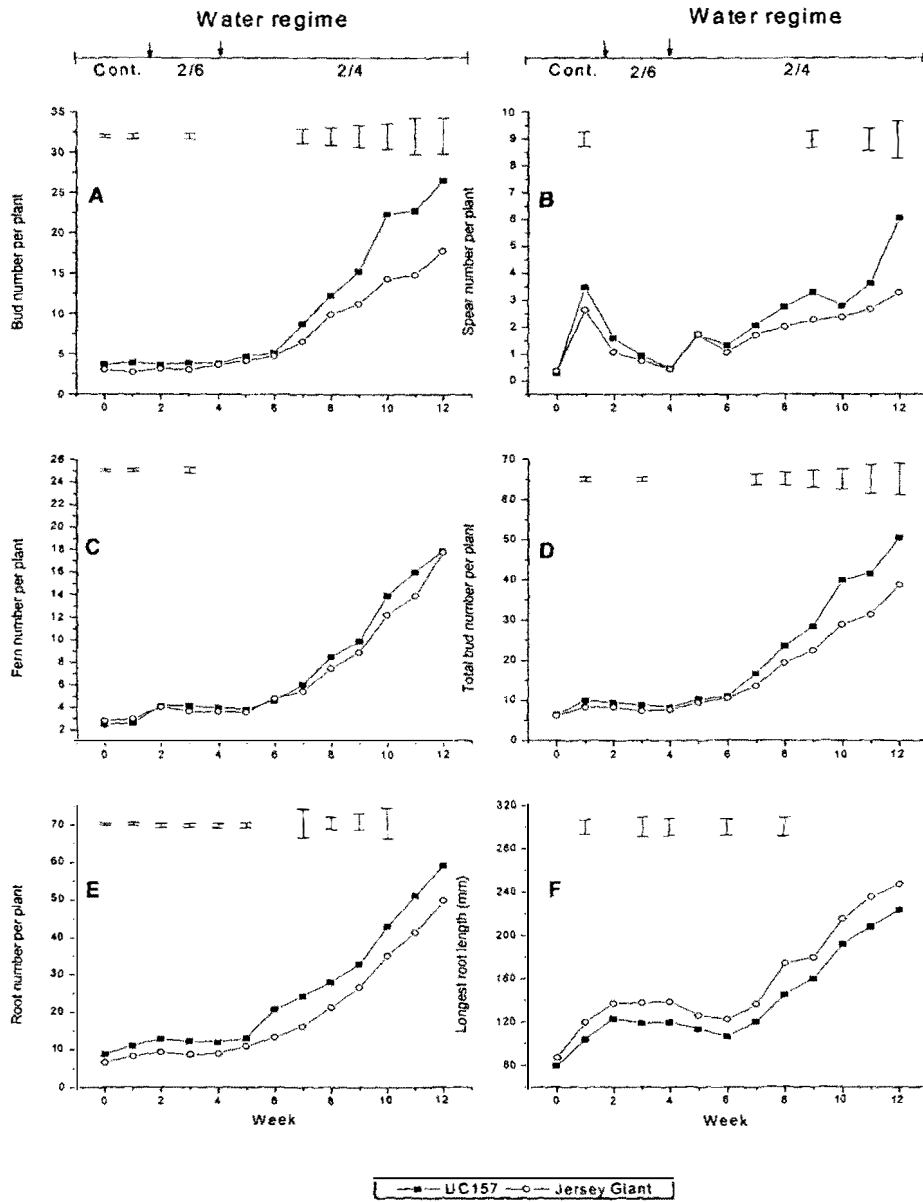 Water regime
Water regime
Cont. 2/6 2/4
Cont. 2/6 2/4
A
Bud number per plant
35
30
25
20
15
10
5
0
0 2 4 6 8 10 12
B
Spear number per plant
10
9
8
7
6
5
4
3
2
1
0
0 2 4 6 8 10 12
C
Fern number per plant
26
24
22
20
18
16
14
12
10
8
6
4
2
0 2 4 6 8 10 12
D
Total bud number per plant
70
60
50
40
30
20
10
0
0 2 4 6 8 10 12
E
Root number per plant
70
60
50
40
30
20
10
0
0 2 4 6 8 10 12
Week
F
Longest root length (mm)
320
280
240
200
160
120
80
0 2 4 6 8 10 12
Week
UC157 Jersey Giant